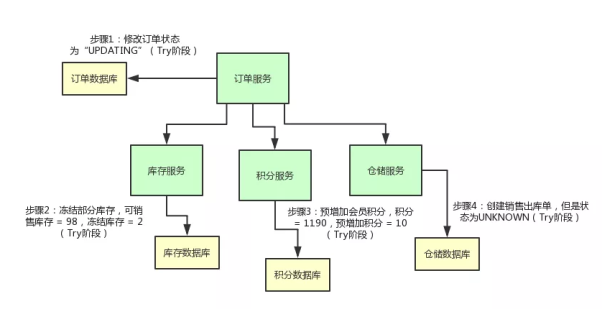 步骤1：修改订单状态
为“UPDATING”（Try阶段）
订单数据库
订单服务
库存服务
积分服务
仓储服务
步骤2：冻结部分库存，可销
售库存 = 98，冻结库存 = 2
（Try阶段）
步骤3：预增加会员积分，积分
= 1190，预增加积分 = 10
（Try阶段）
步骤4：创建销售出库单，但是状
态为UNKNOWN（Try阶段）
库存数据库
积分数据库
仓储数据库